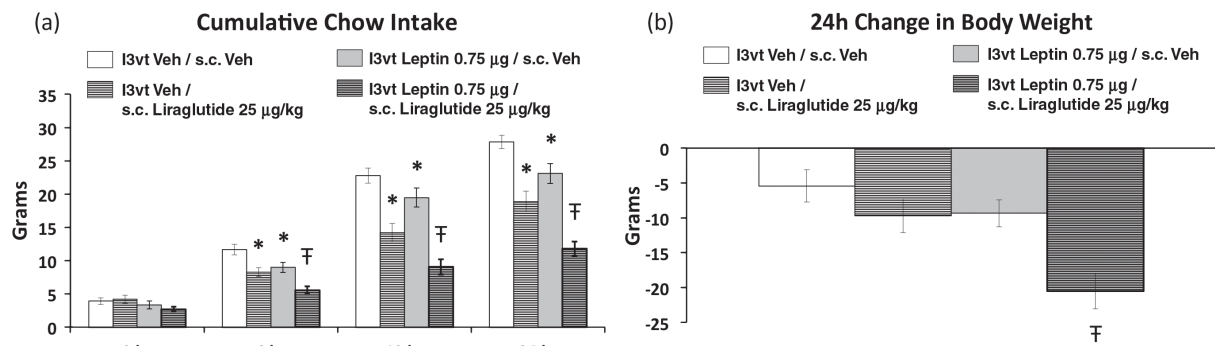 (a)
Cumulative Chow Intake
I3vt Veh / s.c. Veh
I3vt Leptin 0.75 µg / s.c. Veh
I3vt Veh /
s.c. Liraglutide 25 µg/kg
I3vt Leptin 0.75 µg /
s.c. Liraglutide 25 µg/kg
Grams
35
30
25
20
15
10
5
0
* * Ŧ
* * Ŧ
* * Ŧ
(b)
24h Change in Body Weight
I3vt Veh / s.c. Veh
I3vt Leptin 0.75 µg / s.c. Veh
I3vt Veh /
s.c. Liraglutide 25 µg/kg
I3vt Leptin 0.75 µg /
s.c. Liraglutide 25 µg/kg
Grams
0
-5
-10
-15
-20
-25
Ŧ